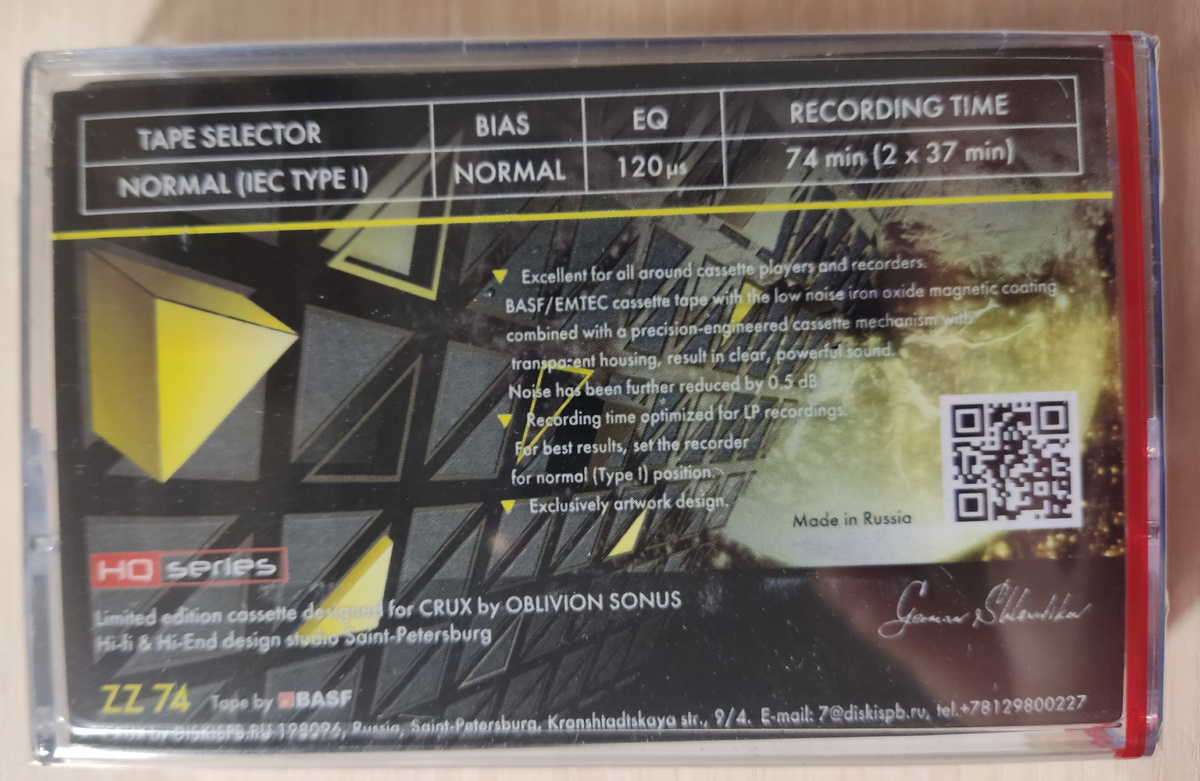 TAPE SELECTOR BIAS EQ RECORDING TIME
NORMAL (IEC TYPE I) NORMAL 120 µs 74 min (2 x 37 min)
Excellent for all around cassette players and recorders.
BASF/EMTEC cassette tape with the low noise iron oxide magnetic coating
combined with a precision-engineered cassette mechanism with
transparent housing, result in clear, powerful sound.
Noise has been further reduced by 0.5 dB
Recording time optimized for LP recordings.
For best results, set the recorder
for normal (Type I) position.
Exclusively artwork design.
Made in Russia
HQ series
Limited edition cassette designed for CRUX by OBLIVION SONUS
Hi-fi & Hi-End design studio Saint-Petersburg
ZZ 74 Tape by BASF
by DISKISPB.RU 198096, Russia, Saint-Petersburg, Kronshtadtskaya str., 9/4. E-mail: 7@diskispb.ru, tel.+78129800227